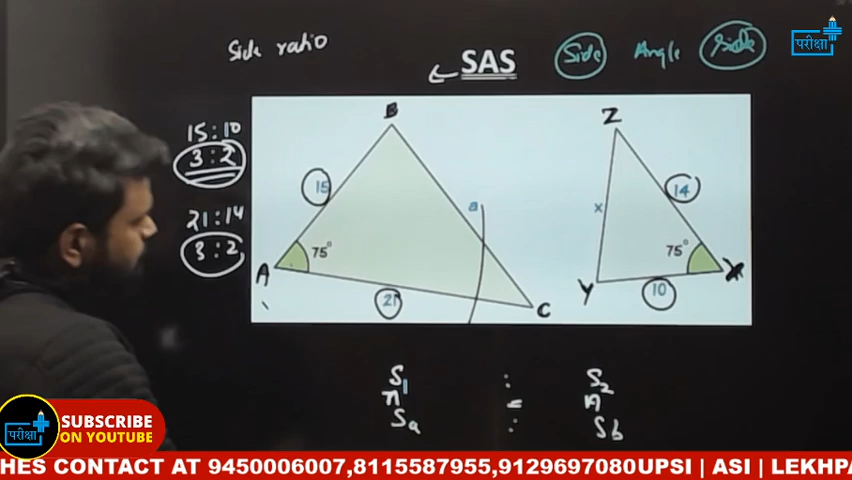 Side ratio
SAS
Side Angle Side
परीक्षा
15:10
3:2
21:14
3:2
B
15
a
75°
A
21
C
Z
14
x
75°
X
Y
10
S1 : S2
=
Sa : Sb
परीक्षा
SUBSCRIBE
ON YOUTUBE
HES CONTACT AT 9450006007,8115587955,9129697080UPSI | ASI | LEKHPA